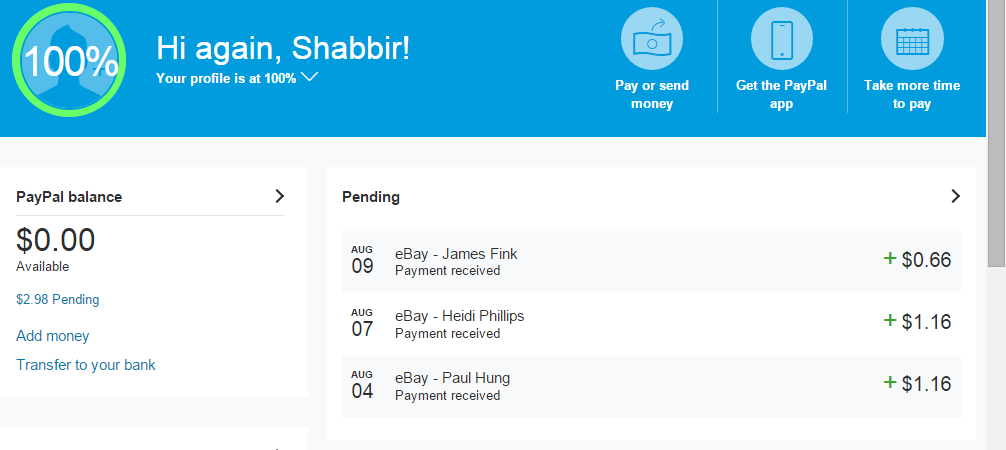 100%
Hi again, Shabbir!
Your profile is at 100%
Pay or send
money
Get the PayPal
app
Take more time
to pay
PayPal balance
$0.00
Available
$2.98 Pending
Add money
Transfer to your bank
Pending
AUG
09
eBay - James Fink
Payment received
+ $0.66
AUG
07
eBay - Heidi Phillips
Payment received
+ $1.16
AUG
04
eBay - Paul Hung
Payment received
+ $1.16